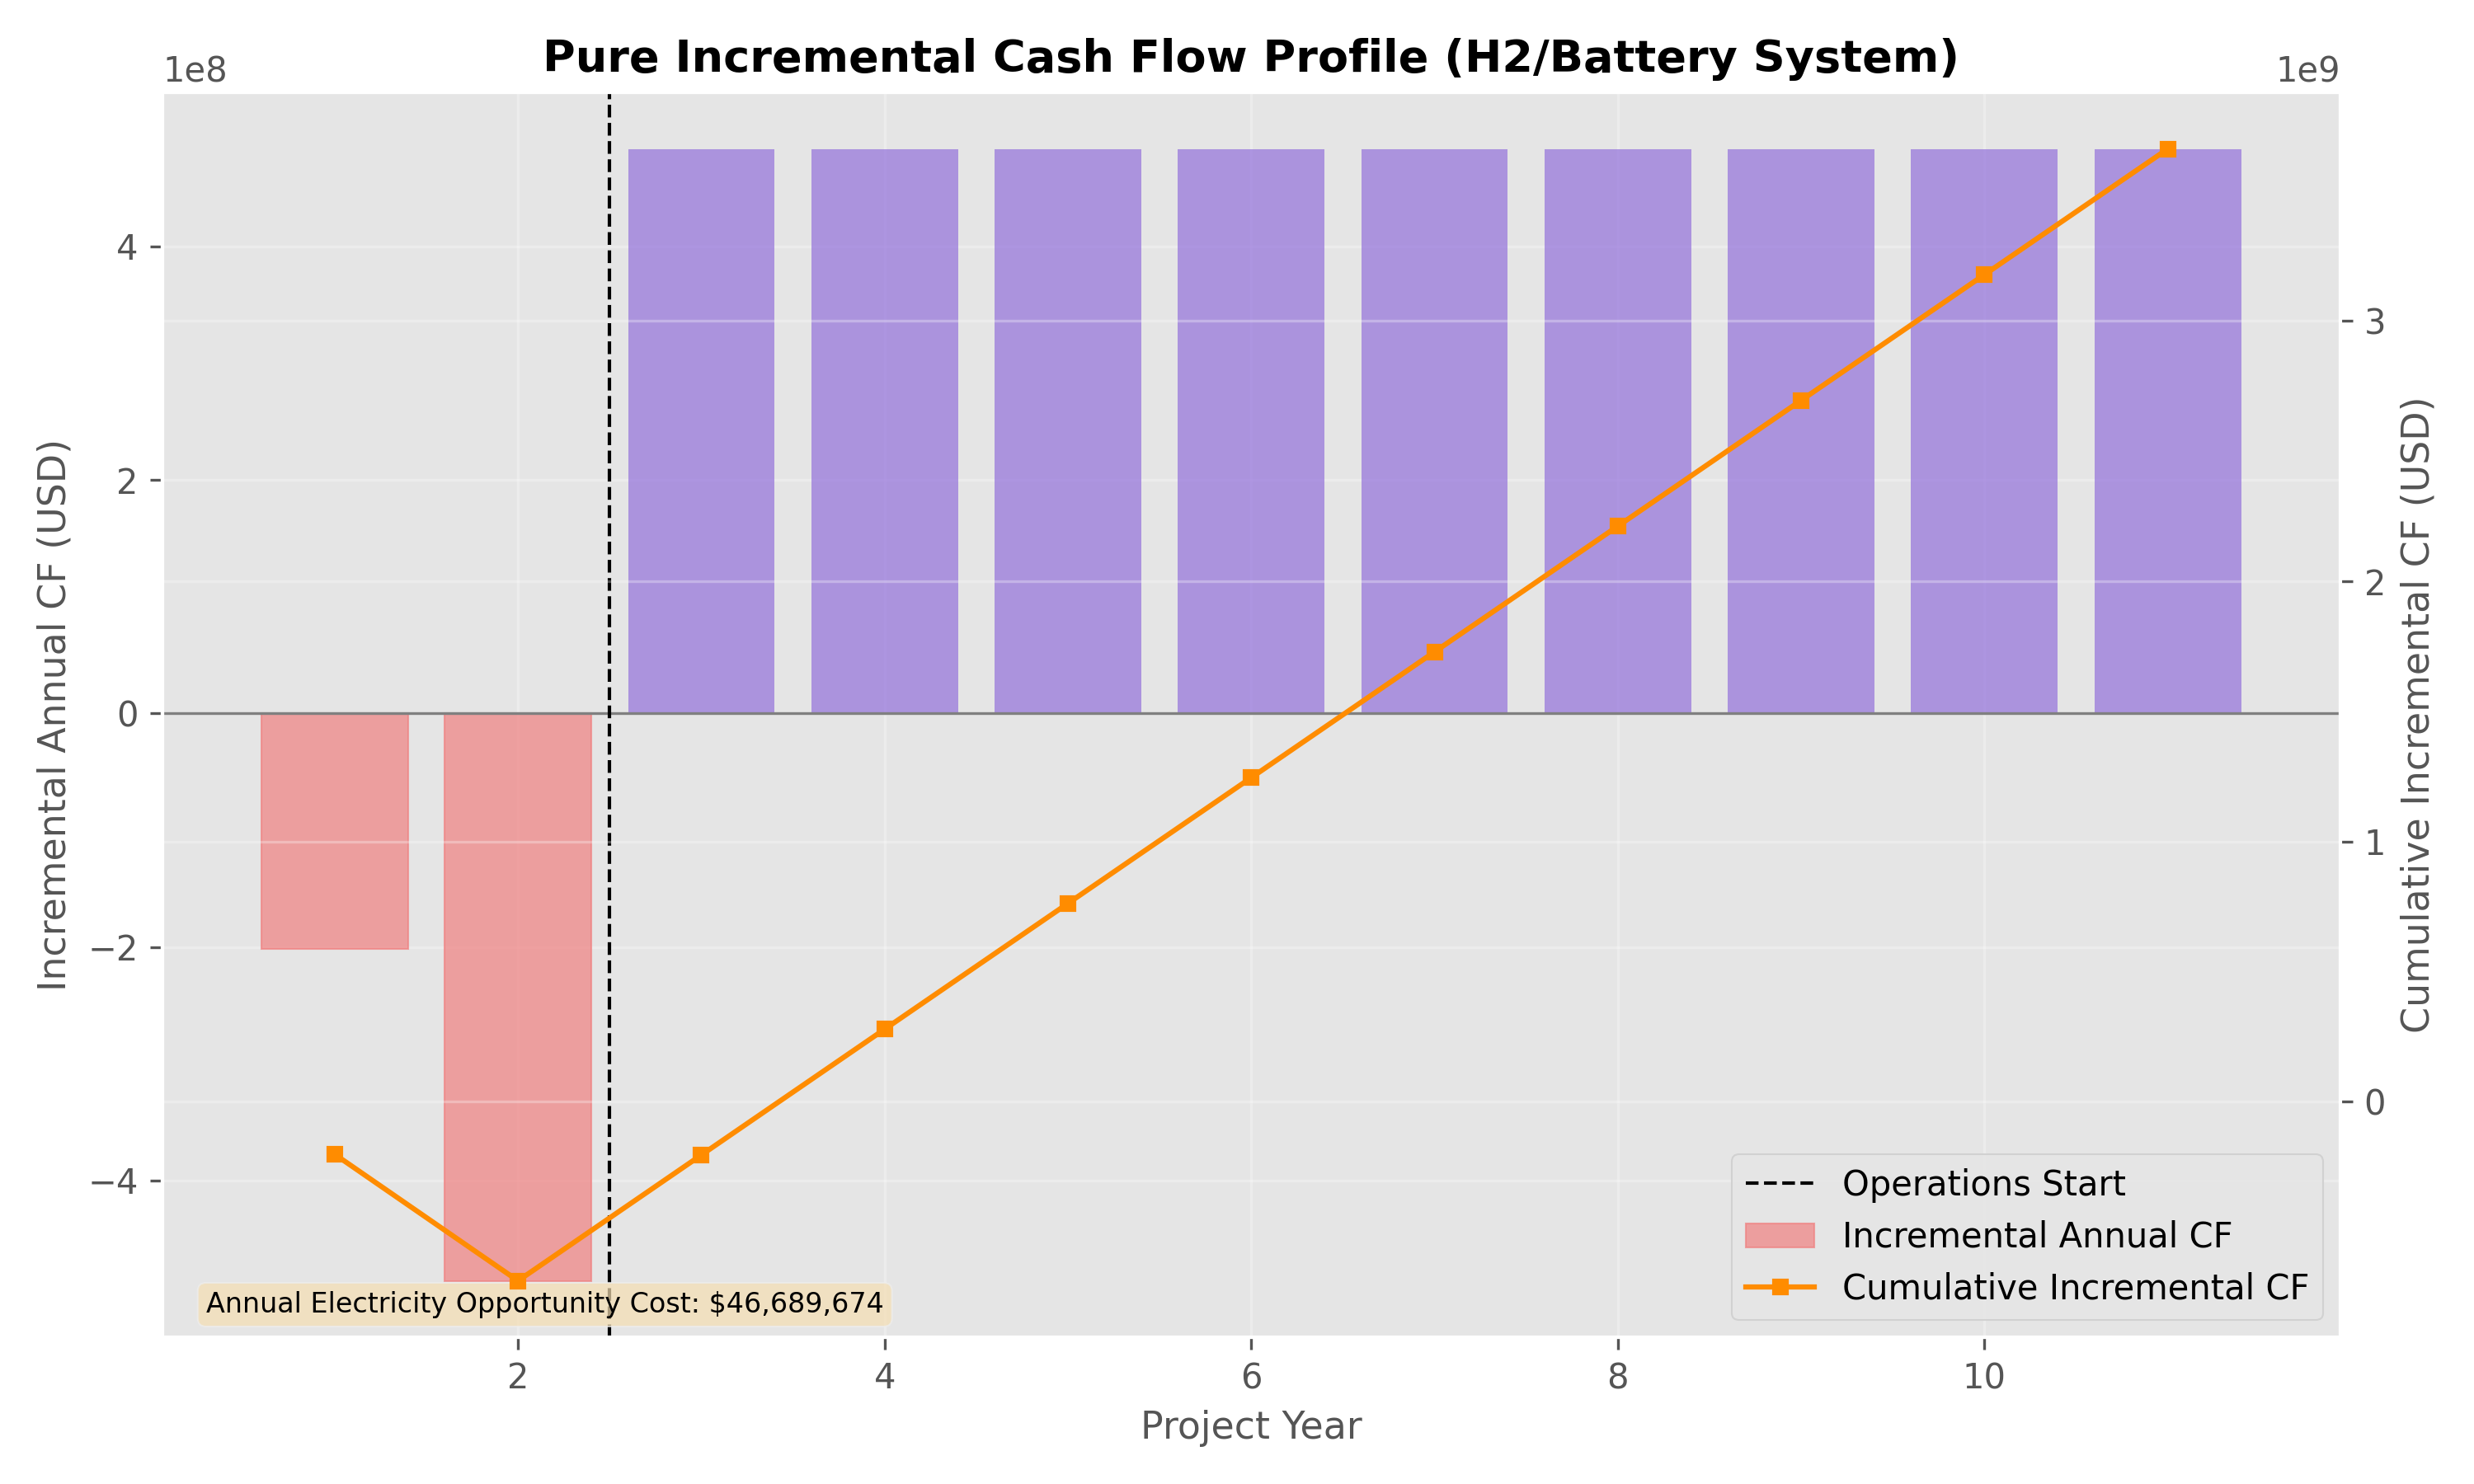 Pure Incremental Cash Flow Profile (H2/Battery System)
1e8
1e9
Incremental Annual CF (USD)
4
2
0
−2
−4
3
2
1
0
Cumulative Incremental CF (USD)
Operations Start
Incremental Annual CF
Cumulative Incremental CF
Annual Electricity Opportunity Cost: $46,689,674
2
4
6
8
10
Project Year